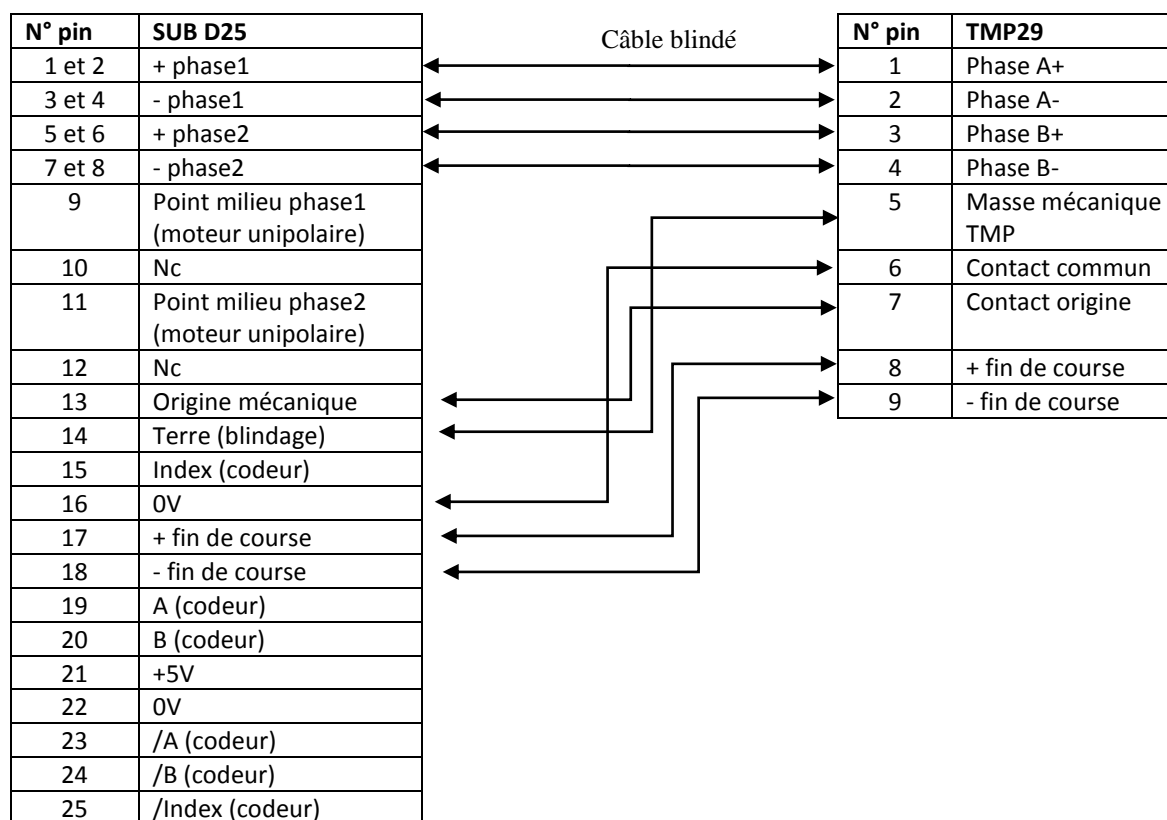 N° pin SUB D25
Câble blindé
N° pin TMP29
1 et 2 + phase1
1 Phase A+
3 et 4 - phase1
2 Phase A-
5 et 6 + phase2
3 Phase B+
7 et 8 - phase2
4 Phase B-
9 Point milieu phase1
(moteur unipolaire)
5 Masse mécanique
TMP
10 Nc
6 Contact commun
11 Point milieu phase2
(moteur unipolaire)
7 Contact origine
12 Nc
8 + fin de course
13 Origine mécanique
9 - fin de course
14 Terre (blindage)
15 Index (codeur)
16 0V
17 + fin de course
18 - fin de course
19 A (codeur)
20 B (codeur)
21 +5V
22 0V
23 /A (codeur)
24 /B (codeur)
25 /Index (codeur)